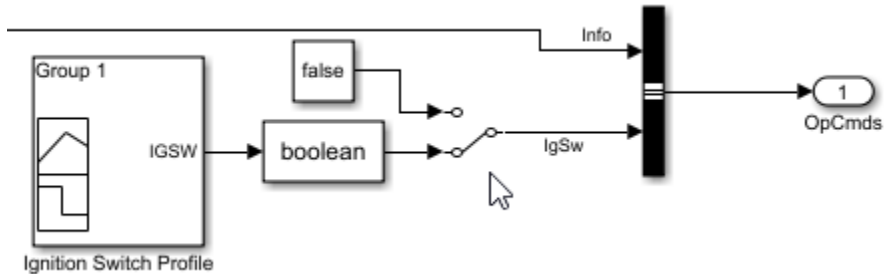 Info
Group 1
false
1
OpCmds
IGSW
boolean
IgSw
Ignition Switch Profile